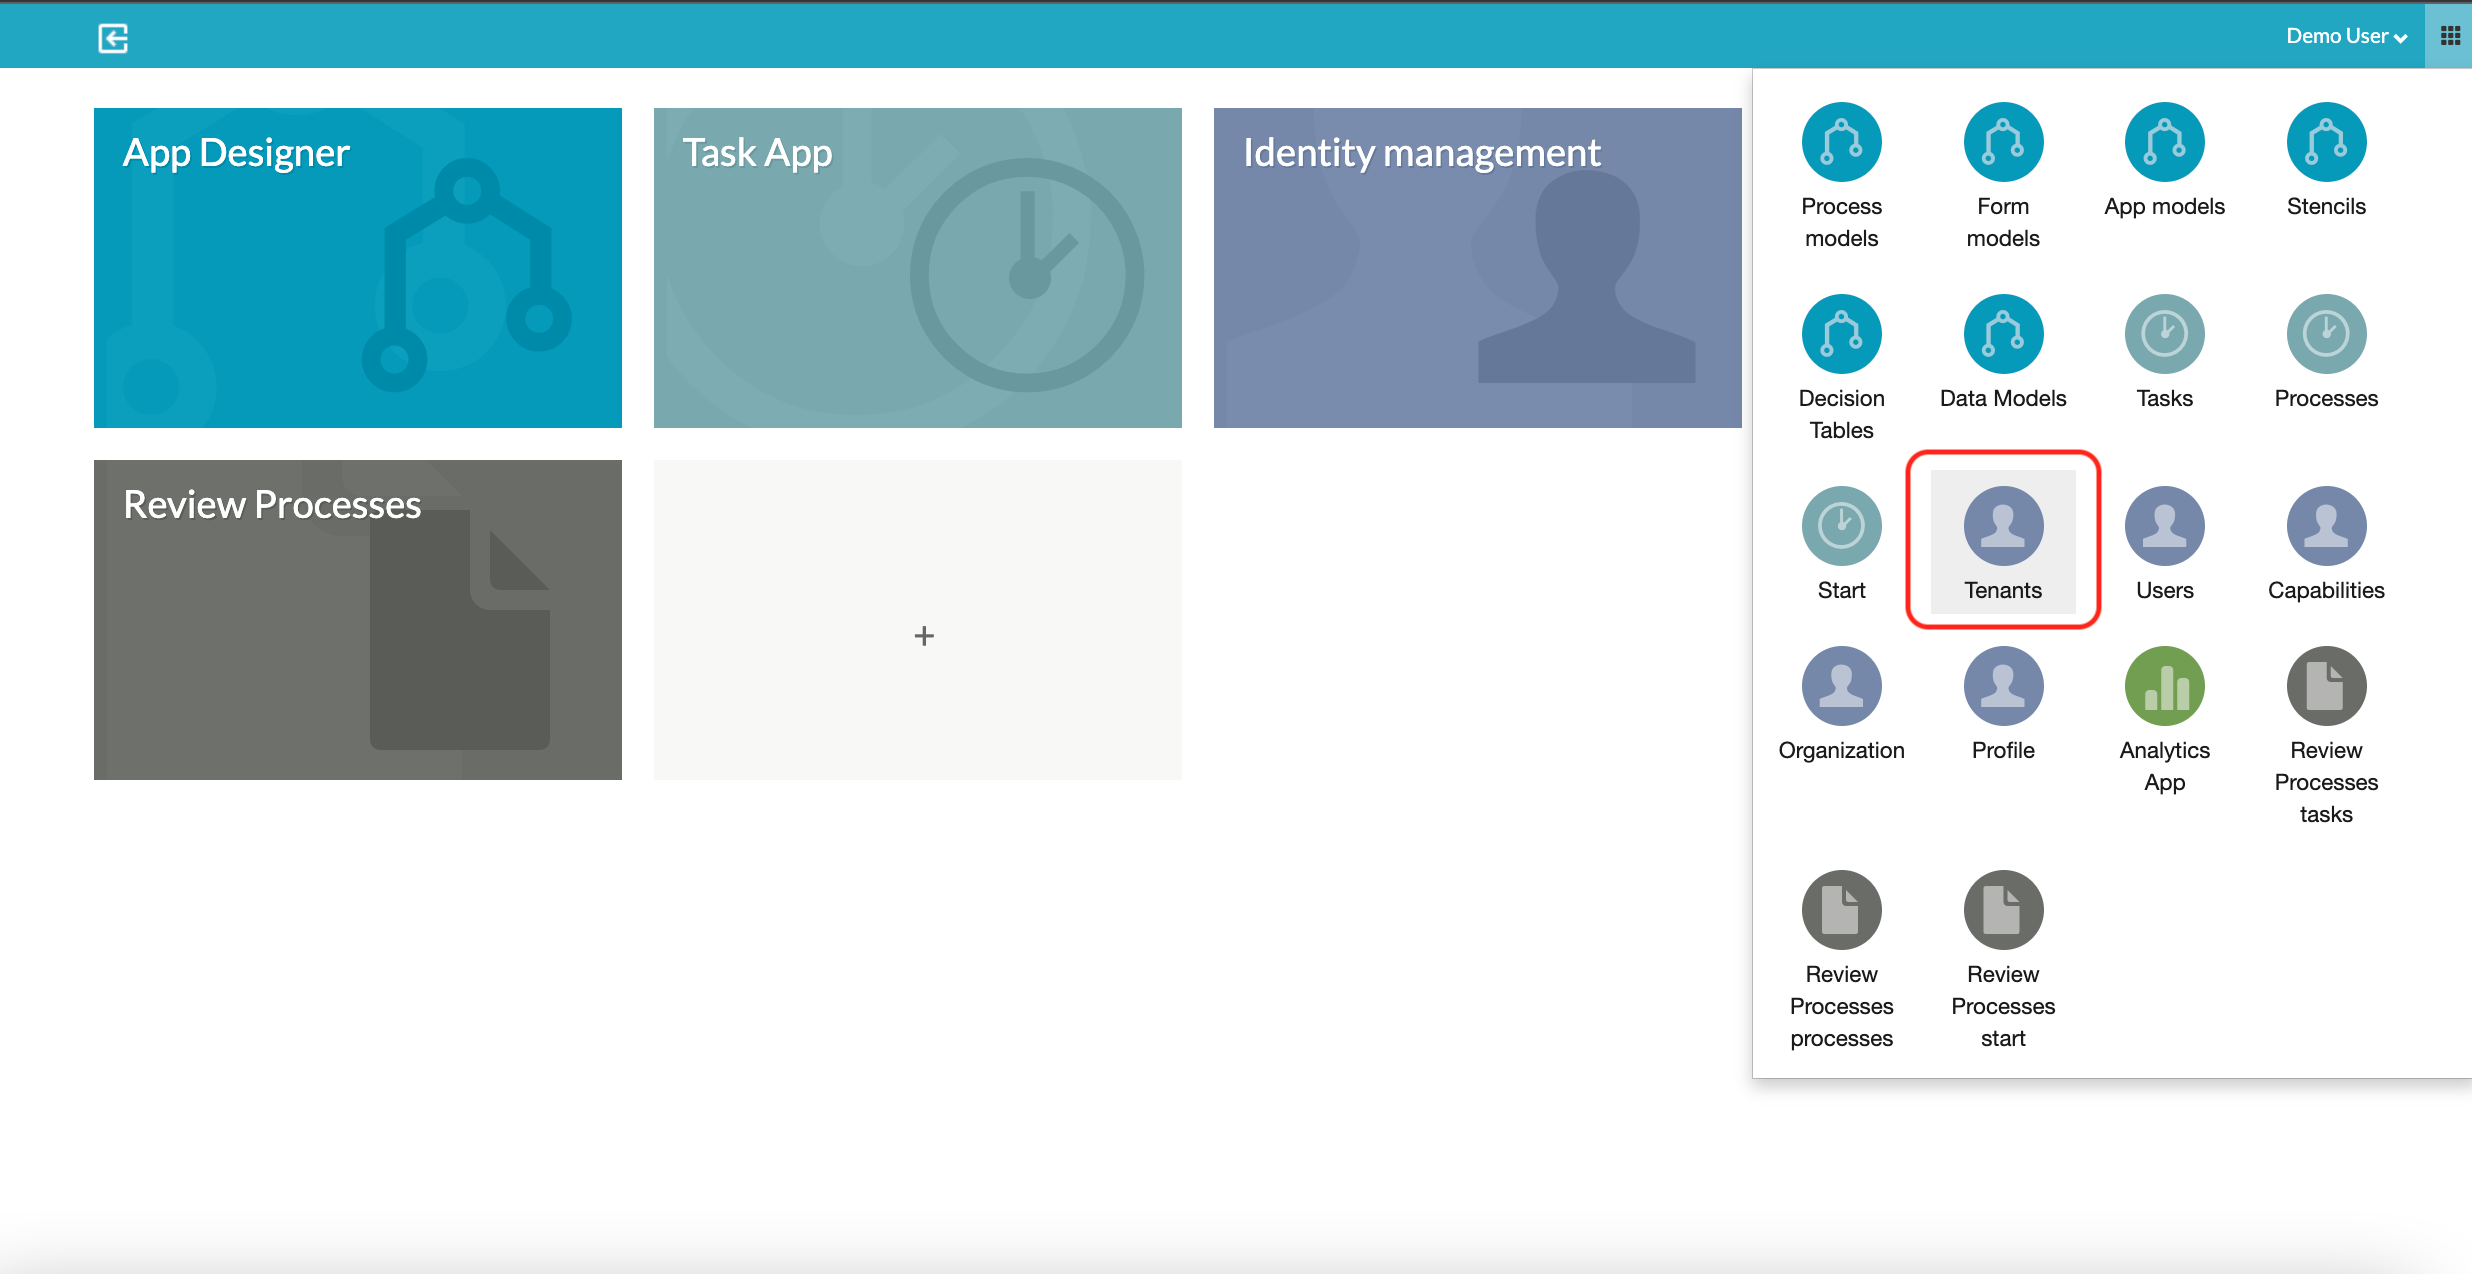 Demo User
App Designer
Task App
Identity management
Review Processes
+
Process
models
Form
models
App models
Stencils
Decision
Tables
Data Models
Tasks
Processes
Start
Tenants
Users
Capabilities
Organization
Profile
Analytics
App
Review
Processes
tasks
Review
Processes
processes
Review
Processes
start